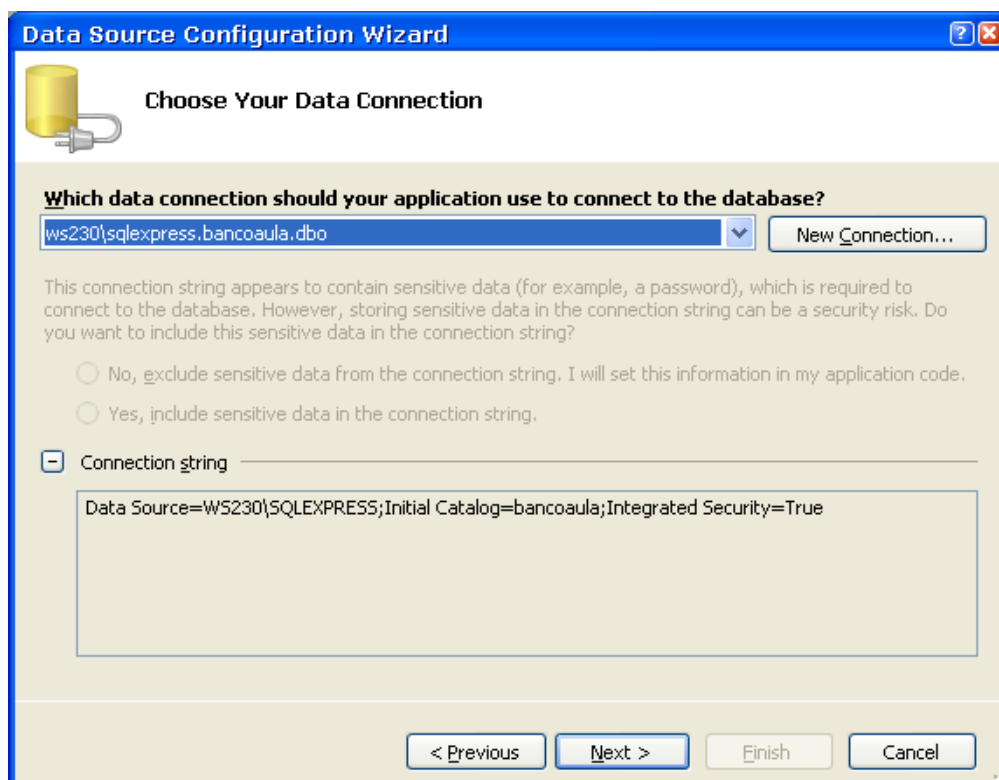 Data Source Configuration Wizard
Choose Your Data Connection
Which data connection should your application use to connect to the database?
ws230\sqlexpress.bancoaula.dbo
New Connection...
This connection string appears to contain sensitive data (for example, a password), which is required to
connect to the database. However, storing sensitive data in the connection string can be a security risk. Do
you want to include this sensitive data in the connection string?
No, exclude sensitive data from the connection string. I will set this information in my application code.
Yes, include sensitive data in the connection string.
Connection string
Data Source=WS230\SQLEXPRESS;Initial Catalog=bancoaula;Integrated Security=True
< Previous
Next >
Finish
Cancel